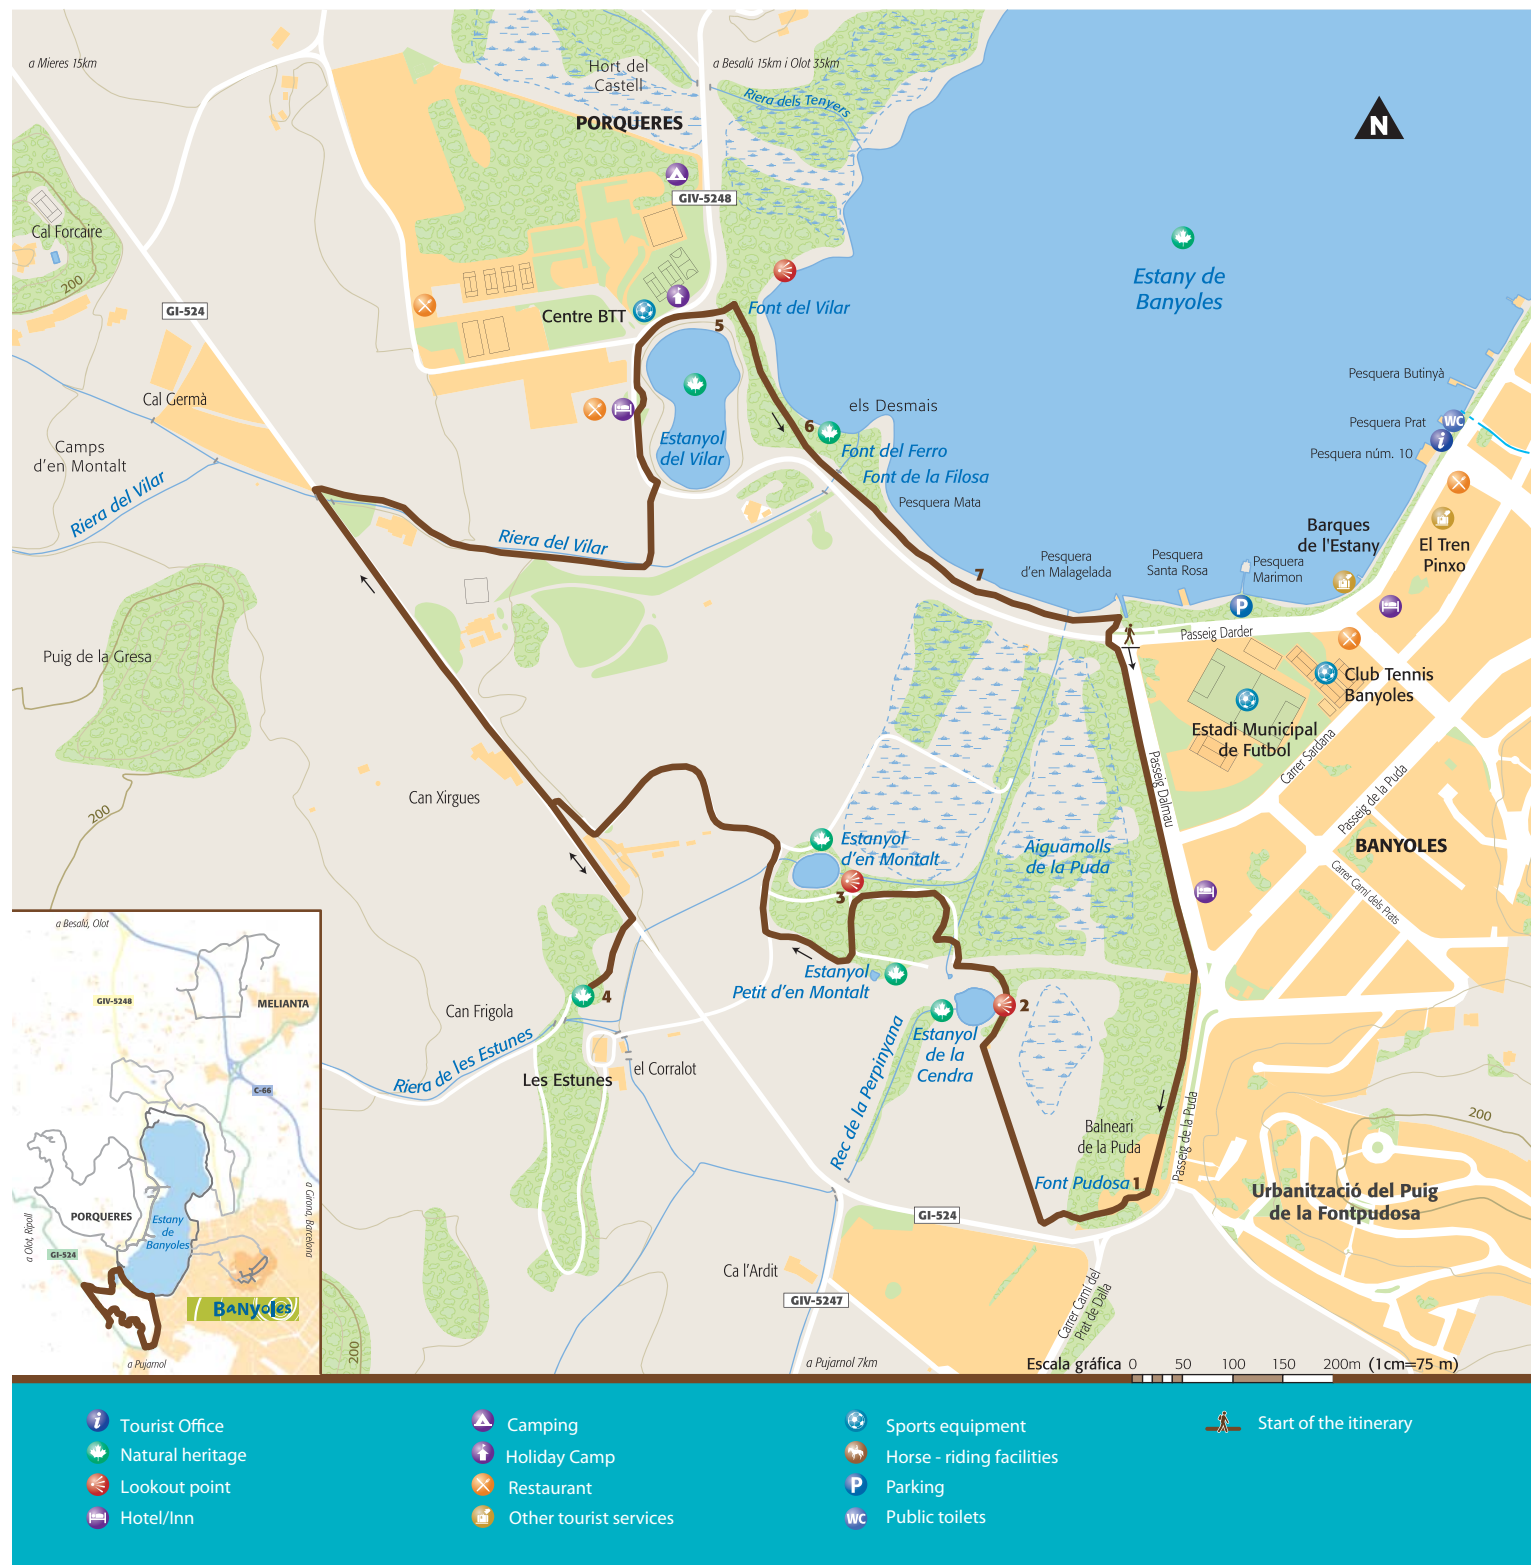 a Mieres 15km
Hort del
Castell
a Besalú 15km i Olot 35km
Riera dels Tenyers
PORQUERES
N
GIV-5248
Cal Forcaire
200
Estany de
Banyoles
GI-524
Centre BTT
5
Font del Vilar
Pesquera Butinyà
Cal Germà
els Desmais
Pesquera Prat
WC
i
6
Estanyol
del Vilar
Font del Ferro
Pesquera núm. 10
Camps
d'en Montalt
Font de la Filosa
Riera del Vilar
Pesquera Mata
Riera del Vilar
Barques
de l'Estany
El Tren
Pinxo
Pesquera
d'en Malagelada
Pesquera
Santa Rosa
Pesquera
Marimon
7
P
Passeig Darder
Puig de la Gresa
Club Tennis
Banyoles
Estadi Municipal
de Futbol
Carrer Sardana
Passeig Dalmau
Passeig de la Puda
Can Xirgues
200
Estanyol
d'en Montalt
Aiguamolls
de la Puda
BANYOLES
Carrer Camí dels Prats
3
Estanyol
Petit d'en Montalt
4
2
Can Frigola
Riera de les Estunes
Estanyol
de la
Cendra
Rec de la Perpinyana
el Corralot
Les Estunes
Balneari
de la Puda
Passeig de la Puda
200
Font Pudosa
1
Urbanització del Puig
de la Fontpudosa
GI-524
Ca l'Ardit
GIV-5247
Carrer Camí del
Prat de Dalla
200
a Pujarnol 7km
Escala gráfica 0 50 100 150 200m (1cm=75 m)
a Besalú, Olot
GIV-5248
MELIANTA
C-66
PORQUERES
Estany
de
Banyoles
a Olot, Ripoll
a Girona, Barcelona
GI-524
BaNyoles
a Pujarnol
i Tourist Office
Natural heritage
Lookout point
Hotel/Inn
Camping
Holiday Camp
Restaurant
Other tourist services
Sports equipment
Horse - riding facilities
P Parking
WC Public toilets
Start of the itinerary